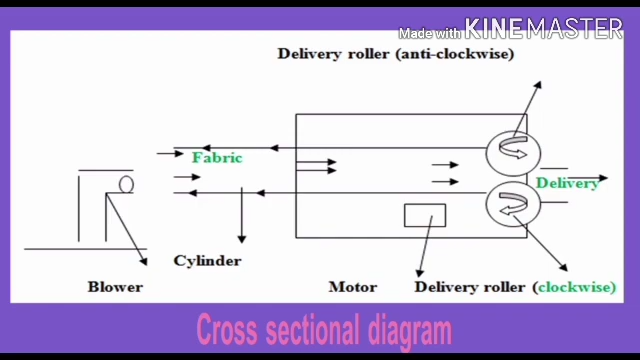 Made with KINEMASTER
Delivery roller (anti-clockwise)
Fabric
Delivery
Cylinder
Blower
Motor
Delivery roller (clockwise)
Cross sectional diagram